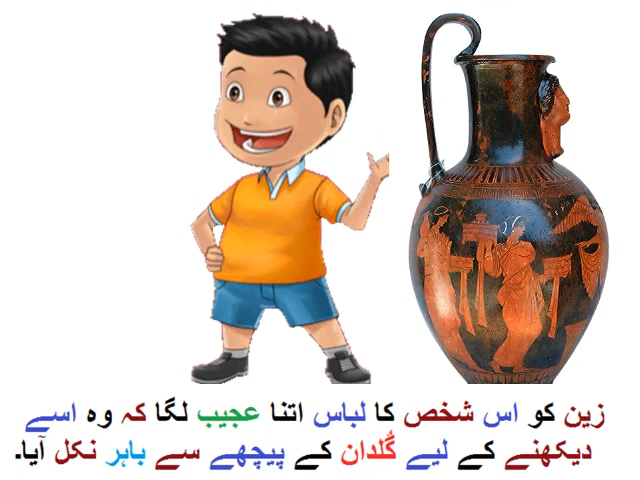 زین کو اس شخص کا لباس اتنا عجیب لگا کہ وہ اسے
دیکھنے کے لیے گُلدان کے پیچھے سے باہر نکل آیا۔